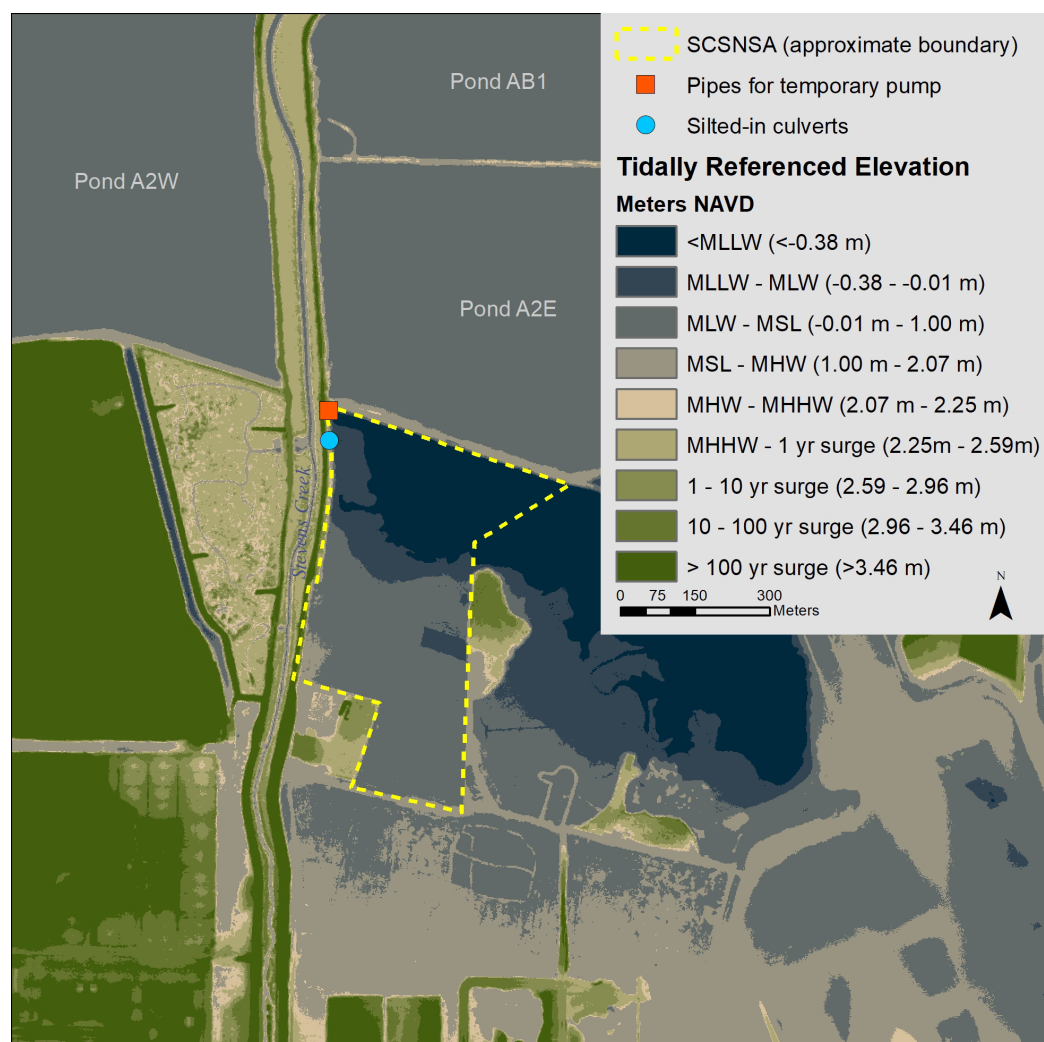 SCSNSA (approximate boundary)
Pipes for temporary pump
Silted-in culverts
Tidally Referenced Elevation
Meters NAVD
<MLLW (<-0.38 m)
MLLW - MLW (-0.38 - -0.01 m)
MLW - MSL (-0.01 m - 1.00 m)
MSL - MHW (1.00 m - 2.07 m)
MHW - MHHW (2.07 m - 2.25 m)
MHHW - 1 yr surge (2.25m - 2.59m)
1 - 10 yr surge (2.59 - 2.96 m)
10 - 100 yr surge (2.96 - 3.46 m)
> 100 yr surge (>3.46 m)
0 75 150 300
Meters
N
Pond AB1
Pond A2W
Pond A2E
Stevens Creek